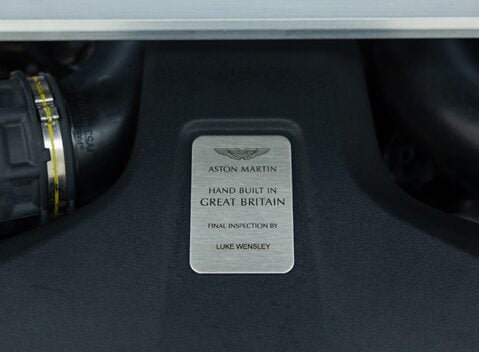 ASTON MARTIN
HAND BUILT IN
GREAT BRITAIN
FINAL INSPECTION BY
LUKE WENSLEY